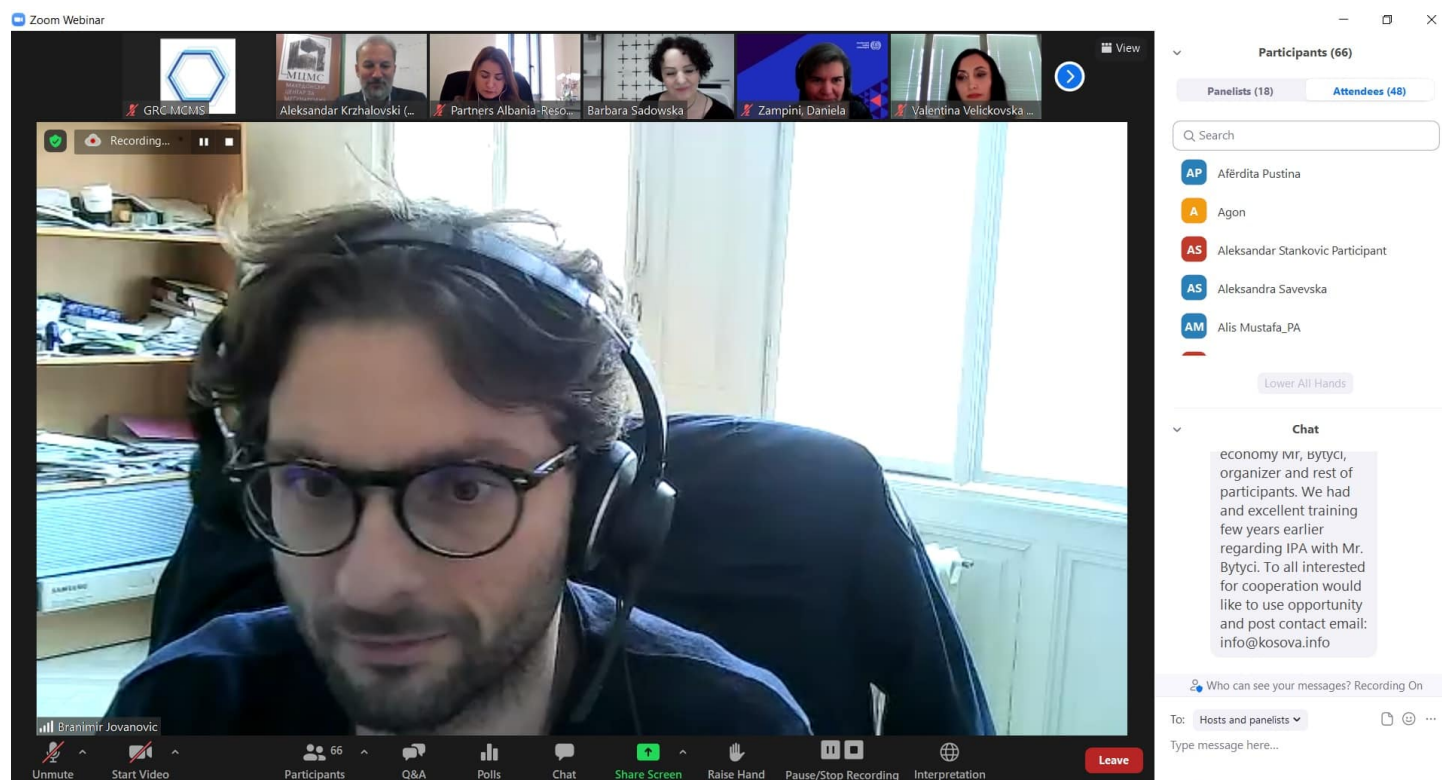 Zoom Webinar
View
МЦМС
GRC MCMS
Aleksandar Krzhalovski (...
Partners Albania-Reso...
Barbara Sadowska
Zampini, Daniela
Valentina Velickovska ...
Recording...
SAMSUNG
Branimir Jovanovic
Unmute
Start Video
66
Participants
Q&A
Polls
Chat
Share Screen
Raise Hand
Pause/Stop Recording
Interpretation
Leave
Participants (66)
Panelists (18)
Attendees (48)
Search
AP Afërdita Pustina
A Agon
AS Aleksandar Stankovic Participant
AS Aleksandra Savevska
AM Alis Mustafa_PA
Lower All Hands
Chat
economy Mr, Bytyci,
organizer and rest of
participants. We had
and excellent training
few years earlier
regarding IPA with Mr.
Bytyci. To all interested
for cooperation would
like to use opportunity
and post contact email:
info@kosova.info
Who can see your messages? Recording On
To: Hosts and panelists
Type message here...